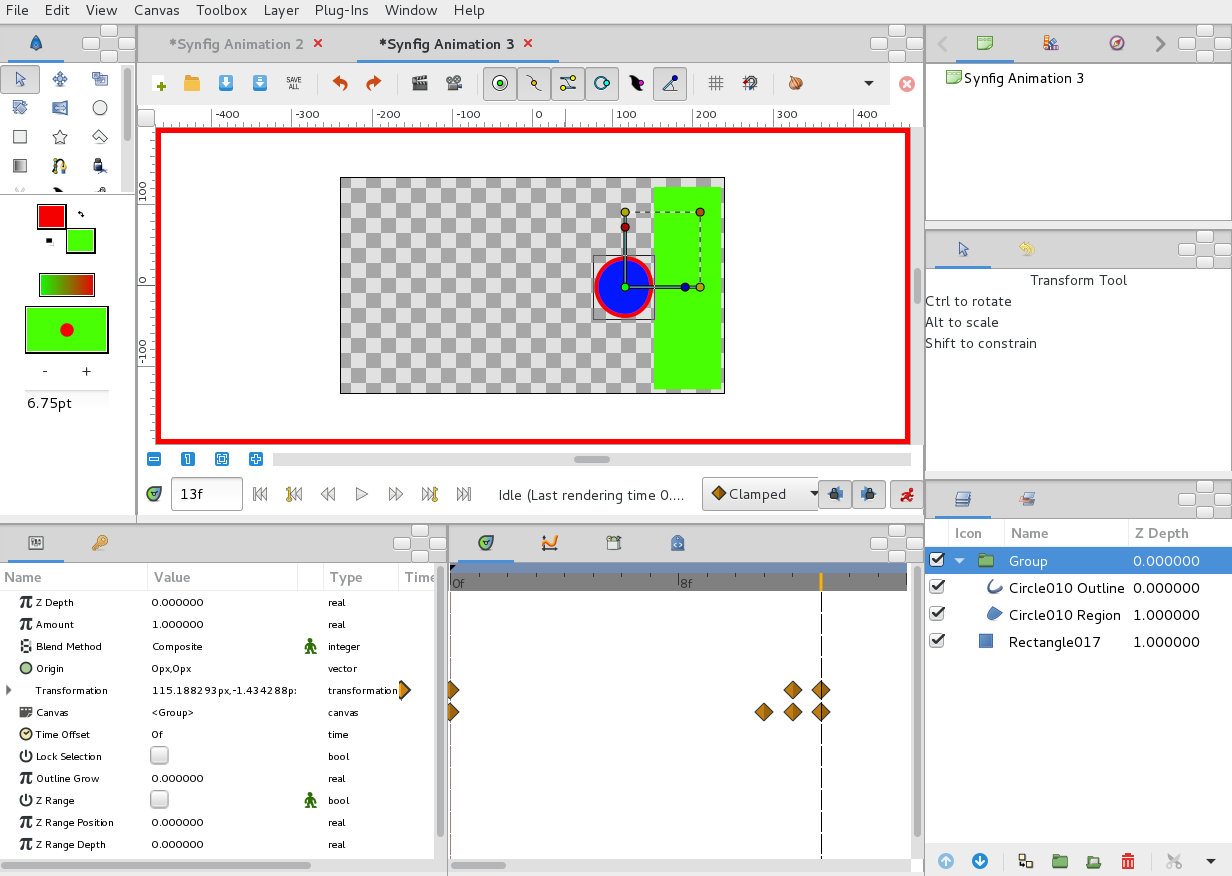 File Edit View Canvas Toolbox Layer Plug-Ins Window Help
*Synfig Animation 2
*Synfig Animation 3
SAVE ALL
-400 -300 -200 -100 0 100 200 300 400
100
0
-100
6.75pt
- +
13f
Idle (Last rendering time 0....
Clamped
Synfig Animation 3
Transform Tool
Ctrl to rotate
Alt to scale
Shift to constrain
Icon Name Z Depth
Group 0.000000
Circle010 Outline 0.000000
Circle010 Region 1.000000
Rectangle017 1.000000
Name Value Type Time
Z Depth 0.000000 real
Amount 1.000000 real
Blend Method Composite integer
Origin 0px,0px vector
Transformation 115.188293px,-1.434288p: transformation
Canvas <Group> canvas
Time Offset 0f time
Lock Selection bool
Outline Grow 0.000000 real
Z Range bool
Z Range Position 0.000000 real
Z Range Depth 0.000000 real
0f 8f